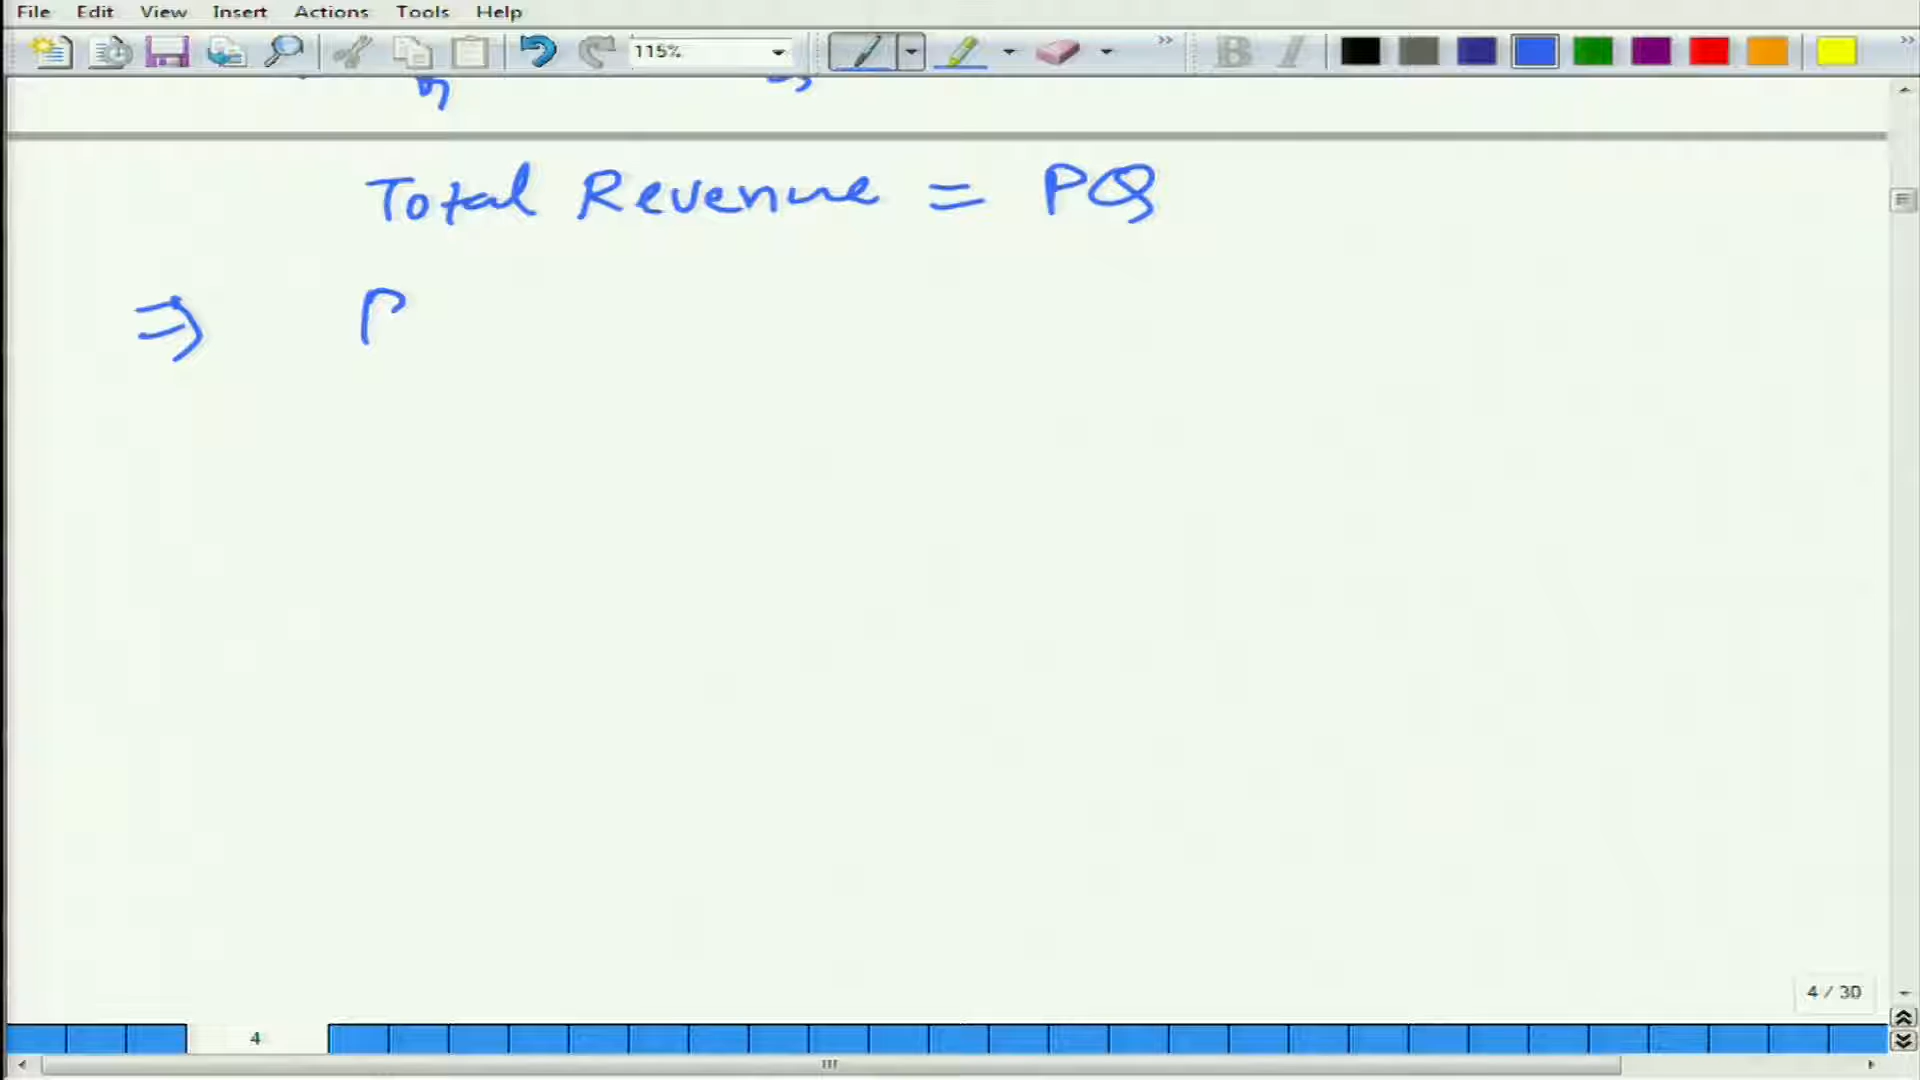 File Edit View Insert Actions Tools Help
115%
Total Revenue = PQ
⇒ P
4 / 30
4